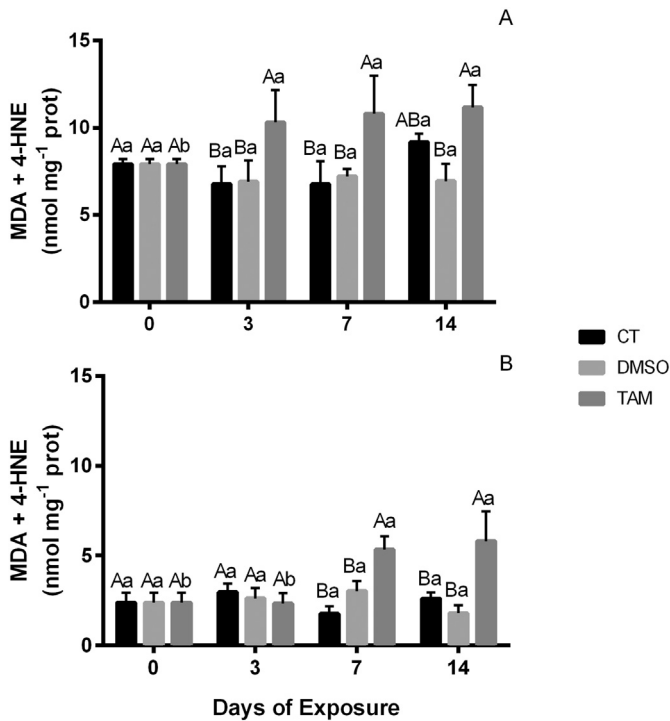 A
MDA + 4-HNE
(nmol mg⁻¹ prot)
15
10
5
0
Aa Aa Ab
Ba Ba Aa
Ba Ba Aa
ABa Ba Aa
0 3 7 14
CT
DMSO
TAM
B
MDA + 4-HNE
(nmol mg⁻¹ prot)
15
10
5
0
Aa Aa Ab
Aa Aa Ab
Ba Ba Aa
Ba Ba Aa
0 3 7 14
Days of Exposure